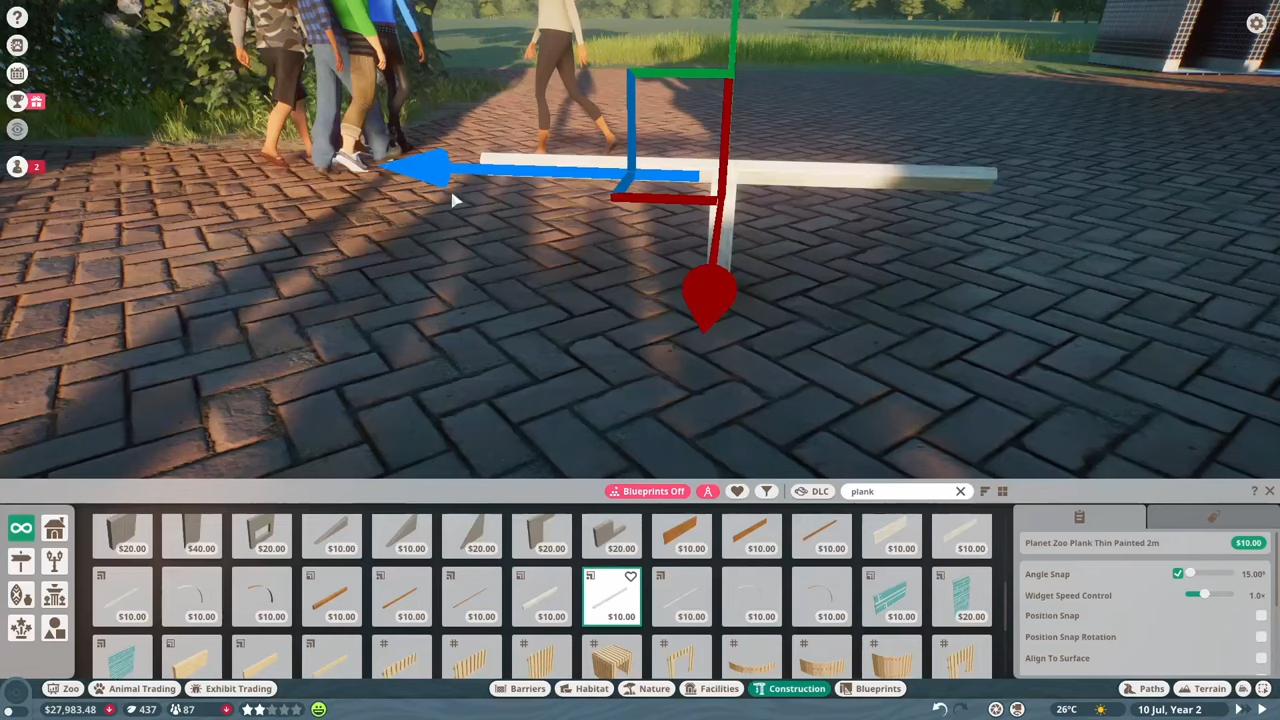 ?
2
Blueprints Off
DLC
plank
?
$20.00 $40.00 $20.00 $10.00 $10.00 $10.00 $20.00 $20.00 $10.00 $10.00 $10.00 $10.00 $10.00
$10.00 $10.00 $10.00 $10.00 $10.00 $10.00 $10.00 $10.00 $10.00 $10.00 $10.00 $10.00 $20.00
Planet Zoo Plank Thin Painted 2m $10.00
Angle Snap 15.00°
Widget Speed Control 1.0×
Position Snap
Position Snap Rotation
Align To Surface
Zoo Animal Trading Exhibit Trading Barriers Habitat Nature Facilities Construction Blueprints Paths Terrain
$27,983.48 437 87 26°C 10 Jul, Year 2